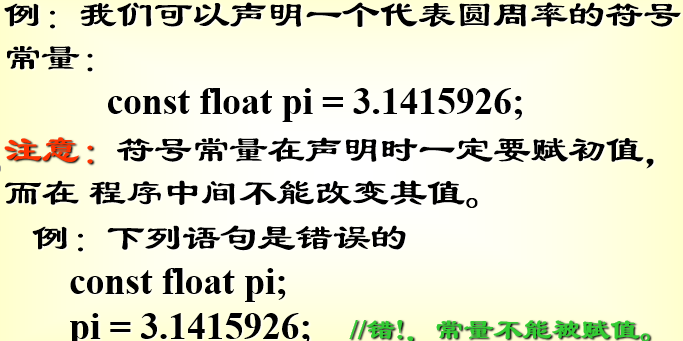 例：我们可以声明一个代表圆周率的符号
常量：
const float pi = 3.1415926;
注意：符号常量在声明时一定要赋初值，
而在 程序中间不能改变其值。
例：下列语句是错误的
const float pi;
pi = 3.1415926; //错!，常量不能被赋值。